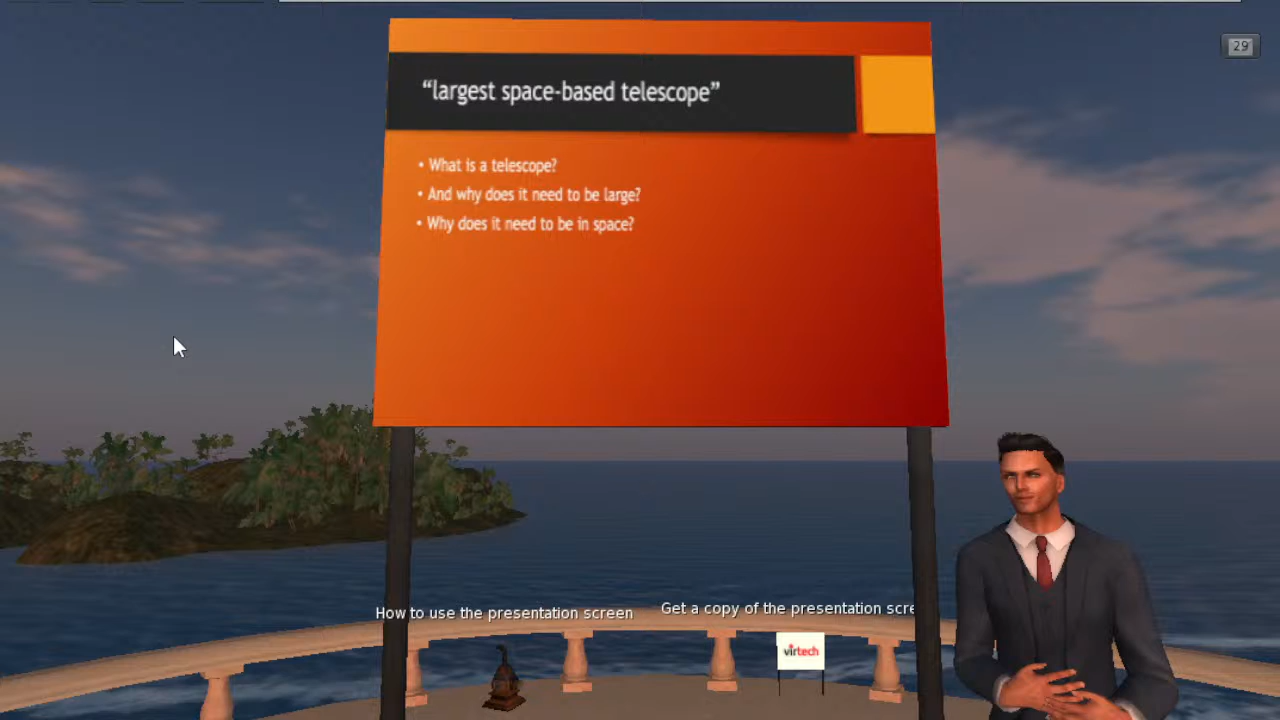 29
“largest space-based telescope”
• What is a telescope?
• And why does it need to be large?
• Why does it need to be in space?
How to use the presentation screen
Get a copy of the presentation scre
virtech